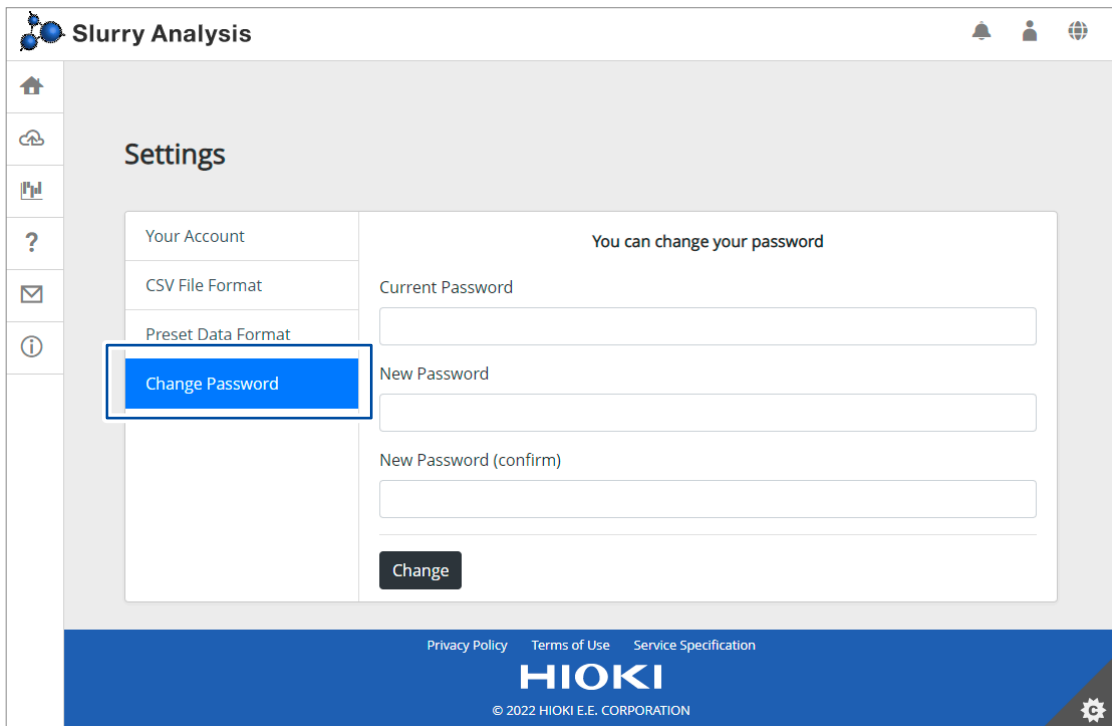 Slurry Analysis
Settings
Your Account
CSV File Format
Preset Data Format
Change Password
You can change your password
Current Password
New Password
New Password (confirm)
Change
Privacy Policy Terms of Use Service Specification
HIOKI
© 2022 HIOKI E.E. CORPORATION